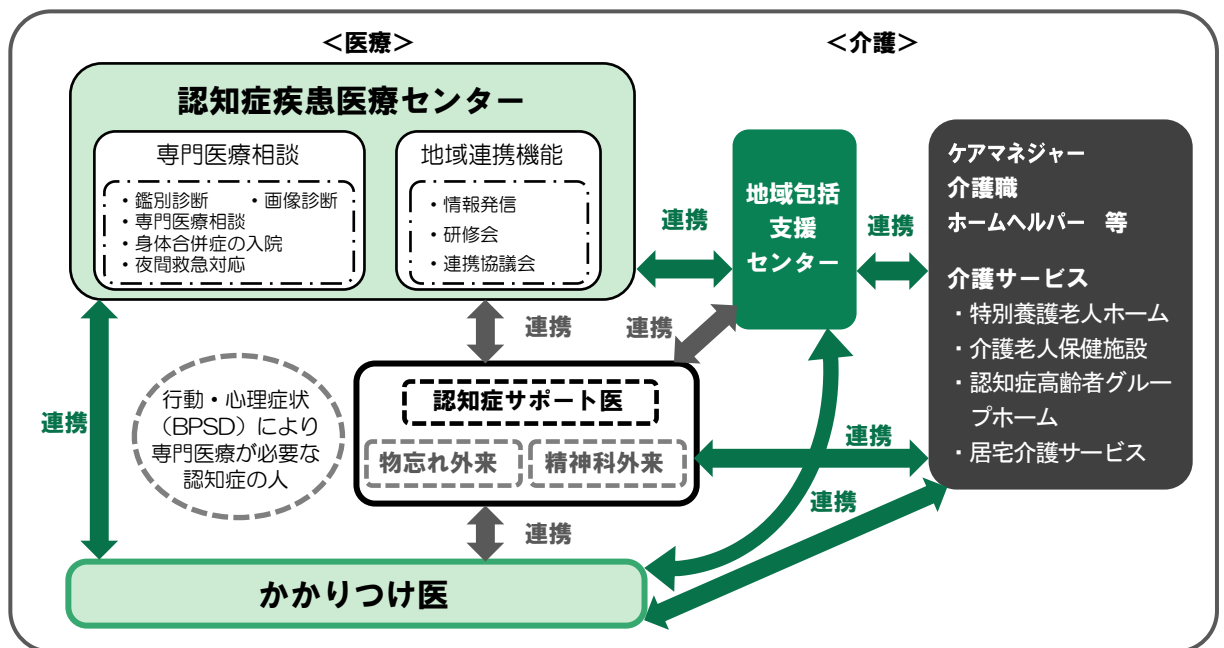 ＜医療＞
＜介護＞
認知症疾患医療センター
専門医療相談
・鑑別診断　・画像診断
・専門医療相談
・身体合併症の入院
・夜間救急対応
地域連携機能
・情報発信
・研修会
・連携協議会
連携
地域包括
支援
センター
連携
ケアマネジャー
介護職
ホームヘルパー　等
介護サービス
・特別養護老人ホーム
・介護老人保健施設
・認知症高齢者グルー
プホーム
・居宅介護サービス
連携
連携
連携
行動・心理症状
（BPSD）により
専門医療が必要な
認知症の人
認知症サポート医
物忘れ外来
精神科外来
連携
連携
連携
かかりつけ医